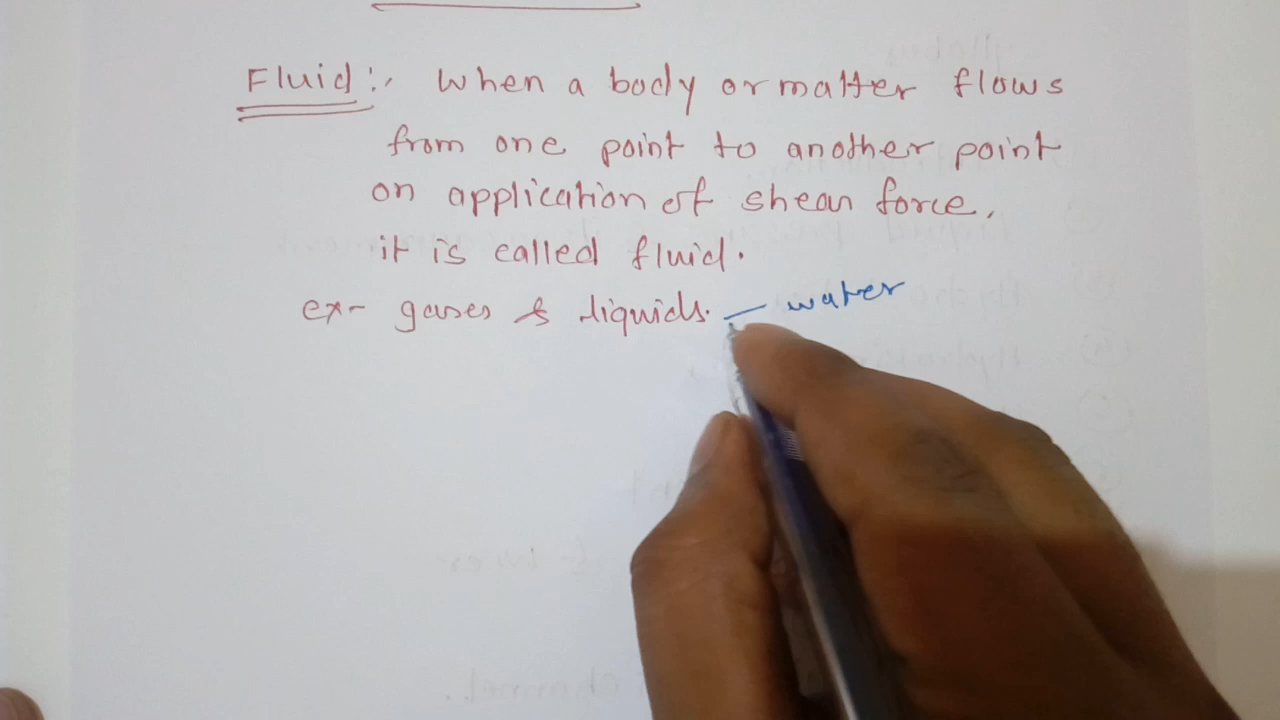 Fluid:- When a body or matter flows
from one point to another point
on application of shear force,
it is called fluid.
ex- gases & liquids. — water